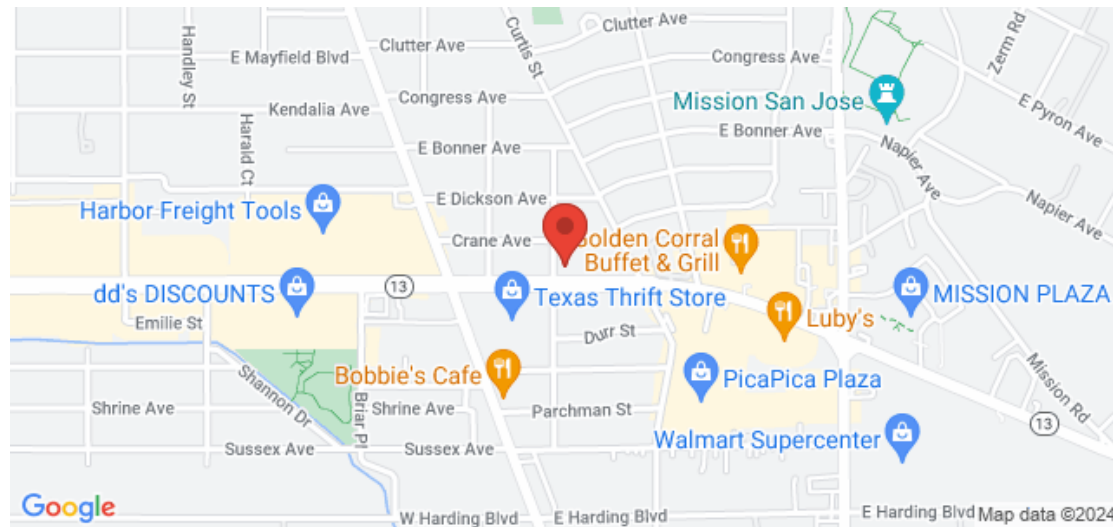 Clutter Ave
Clutter Ave
Curtis St
Handley St
E Mayfield Blvd
Congress Ave
Zerm Rd
Congress Ave
Mission San Jose
Kendalia Ave
E Pyron Ave
Harald Ct
E Bonner Ave
E Bonner Ave
Napier Ave
E Dickson Ave
Napier Ave
Harbor Freight Tools
Crane Ave
Golden Corral
Buffet & Grill
13
dd's DISCOUNTS
Texas Thrift Store
MISSION PLAZA
Emilie St
Durr St
Luby's
Shannon Dr
Bobbie's Cafe
PicaPica Plaza
Mission Rd
Shrine Ave
Briar Pl
Shrine Ave
Parchman St
13
Sussex Ave
Sussex Ave
Walmart Supercenter
Google
W Harding Blvd
E Harding Blvd
E Harding Blvd
Map data ©2024